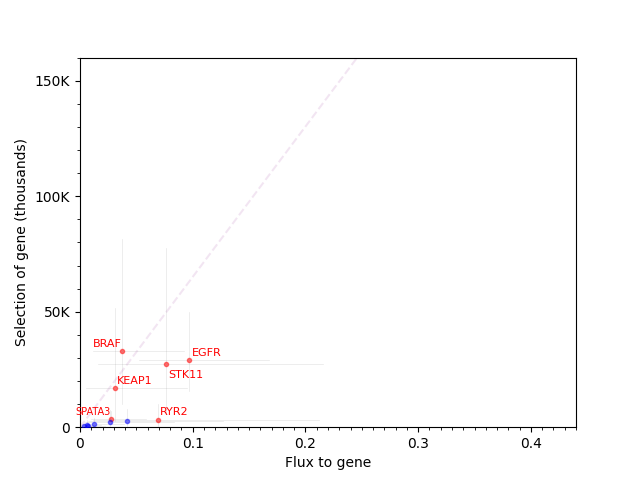 150K
100K
50K
0
Selection of gene (thousands)
BRAF
EGFR
STK11
KEAP1
SPATA3
RYR2
0
0.1
0.2
0.3
0.4
Flux to gene